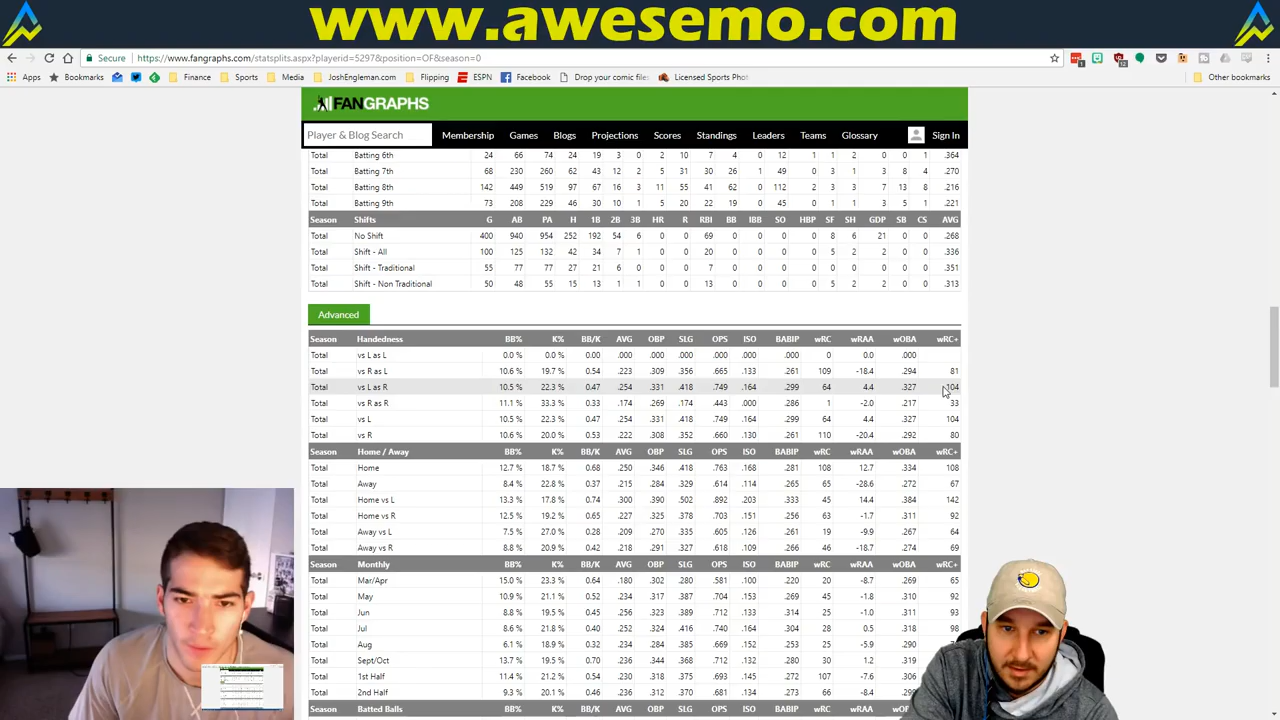 www.awesemo.com
Secure https://www.fangraphs.com/statsplits.aspx?playerid=5297&position=OF&season=0
Apps Bookmarks Finance Sports Media JoshEngleman.com Flipping ESPN Facebook Drop your comic files Licensed Sports Phot Other bookmarks
FANGRAPHS
Player & Blog Search Membership Games Blogs Projections Scores Standings Leaders Teams Glossary Sign In
Total Batting 6th 24 66 74 24 19 3 0 2 10 7 4 0 12 1 1 2 0 0 1 .364
Total Batting 7th 68 230 260 62 43 12 2 5 31 30 26 1 49 0 3 1 3 8 4 .270
Total Batting 8th 142 449 519 97 67 16 3 11 55 41 62 0 112 2 3 3 7 13 8 .216
Total Batting 9th 73 208 229 46 30 10 1 5 20 22 19 0 45 0 1 1 3 5 1 .221
Season Shifts G AB PA H 1B 2B 3B HR R RBI BB IBB SO HBP SF SH GDP SB CS AVG
Total No Shift 400 940 954 252 192 54 6 0 0 69 0 0 0 0 8 6 21 0 0 .268
Total Shift - All 100 125 132 42 34 7 1 0 0 20 0 0 0 0 5 2 2 0 0 .336
Total Shift - Traditional 55 77 77 27 21 6 0 0 0 7 0 0 0 0 0 0 0 0 0 .351
Total Shift - Non Traditional 50 48 55 15 13 1 1 0 0 13 0 0 0 0 5 2 2 0 0 .313
Advanced
Season Handedness BB% K% BB/K AVG OBP SLG OPS ISO BABIP wRC wRAA wOBA wRC+
Total vs L as L 0.0 % 0.0 % 0.00 .000 .000 .000 .000 .000 .000 0 0.0 .000
Total vs R as L 10.6 % 19.7 % 0.54 .223 .309 .356 .665 .133 .261 109 -18.4 .294 81
Total vs L as R 10.5 % 22.3 % 0.47 .254 .331 .418 .749 .164 .299 64 4.4 .327 104
Total vs R as R 11.1 % 33.3 % 0.33 .174 .269 .174 .443 .000 .286 1 -2.0 .217 33
Total vs L 10.5 % 22.3 % 0.47 .254 .331 .418 .749 .164 .299 64 4.4 .327 104
Total vs R 10.6 % 20.0 % 0.53 .222 .308 .352 .660 .130 .261 110 -20.4 .292 80
Season Home / Away BB% K% BB/K AVG OBP SLG OPS ISO BABIP wRC wRAA wOBA wRC+
Total Home 12.7 % 18.7 % 0.68 .250 .346 .418 .763 .168 .281 108 12.7 .334 108
Total Away 8.4 % 22.8 % 0.37 .215 .284 .329 .614 .114 .265 65 -28.6 .272 67
Total Home vs L 13.3 % 17.8 % 0.74 .300 .390 .502 .892 .203 .333 45 14.4 .384 142
Total Home vs R 12.5 % 19.2 % 0.65 .227 .325 .378 .703 .151 .256 63 -1.7 .311 92
Total Away vs L 7.5 % 27.0 % 0.28 .209 .270 .335 .605 .126 .261 19 -9.9 .262 64
Total Away vs R 8.8 % 20.9 % 0.42 .218 .291 .327 .618 .109 .266 46 -18.7 .274 69
Season Monthly BB% K% BB/K AVG OBP SLG OPS ISO BABIP wRC wRAA wOBA wRC+
Total Mar/Apr 15.0 % 23.3 % 0.64 .180 .302 .280 .581 .100 .220 20 -8.7 .269 65
Total May 10.9 % 21.1 % 0.52 .234 .317 .387 .704 .153 .269 45 -1.8 .310 92
Total Jun 8.8 % 19.5 % 0.45 .256 .323 .389 .712 .133 .314 25 -1.0 .311 93
Total Jul 8.6 % 21.8 % 0.40 .252 .324 .416 .740 .164 .304 28 0.5 .318 98
Total Aug 6.1 % 18.9 % 0.32 .234 .284 .385 .669 .152 .253 25 -5.9 .290
Total Sept/Oct 13.7 % 19.5 % 0.70 .236 .344 .368 .712 .132 .280 30 1.2 .319
Total 1st Half 11.4 % 21.2 % 0.54 .230 .313 .375 .693 .145 .272 107 -7.6 .306
Total 2nd Half 9.3 % 20.1 % 0.46 .236 .312 .370 .681 .134 .273 66 -8.4
Season Batted Balls BB% K% BB/K AVG OBP SLG OPS ISO BABIP wRC wRAA